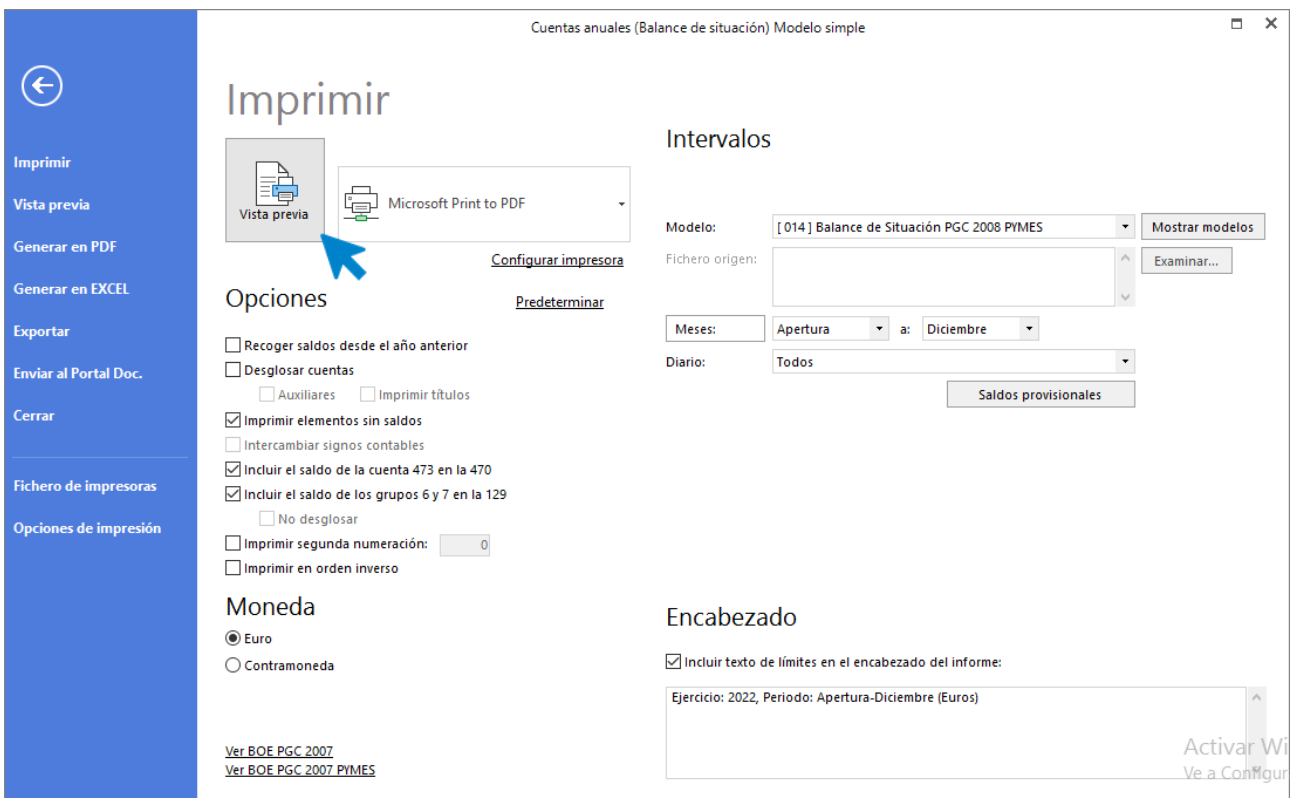 Cuentas anuales (Balance de situación) Modelo simple
Imprimir
Vista previa
Generar en PDF
Generar en EXCEL
Exportar
Enviar al Portal Doc.
Cerrar
Fichero de impresoras
Opciones de impresión
Imprimir
Vista previa
Microsoft Print to PDF
Configurar impresora
Opciones
Predeterminar
Recoger saldos desde el año anterior
Desglosar cuentas
Auxiliares Imprimir títulos
Imprimir elementos sin saldos
Intercambiar signos contables
Incluir el saldo de la cuenta 473 en la 470
Incluir el saldo de los grupos 6 y 7 en la 129
No desglosar
Imprimir segunda numeración: 0
Imprimir en orden inverso
Moneda
Euro
Contramoneda
Ver BOE PGC 2007
Ver BOE PGC 2007 PYMES
Intervalos
Modelo: [ 014 ] Balance de Situación PGC 2008 PYMES Mostrar modelos
Fichero origen: Examinar...
Meses: Apertura a: Diciembre
Diario: Todos
Saldos provisionales
Encabezado
Incluir texto de límites en el encabezado del informe:
Ejercicio: 2022, Periodo: Apertura-Diciembre (Euros)
Activar Wi
Ve a Configur